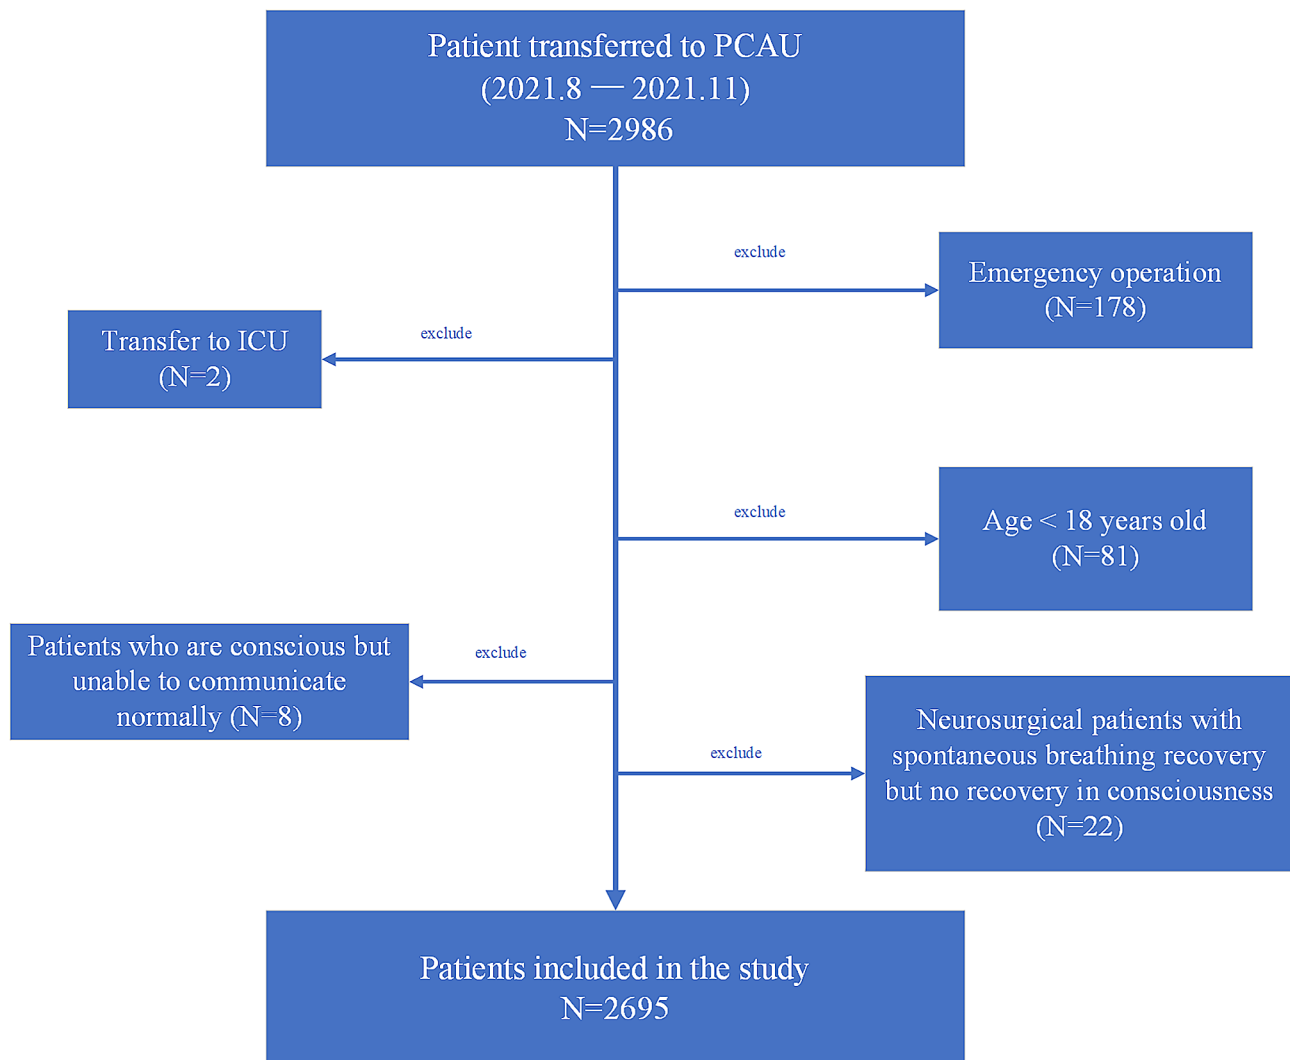 Patient transferred to PCAU
(2021.8 — 2021.11)
N=2986
exclude
Emergency operation
(N=178)
exclude
Transfer to ICU
(N=2)
exclude
Age < 18 years old
(N=81)
exclude
Patients who are conscious but
unable to communicate
normally (N=8)
exclude
Neurosurgical patients with
spontaneous breathing recovery
but no recovery in consciousness
(N=22)
Patients included in the study
N=2695